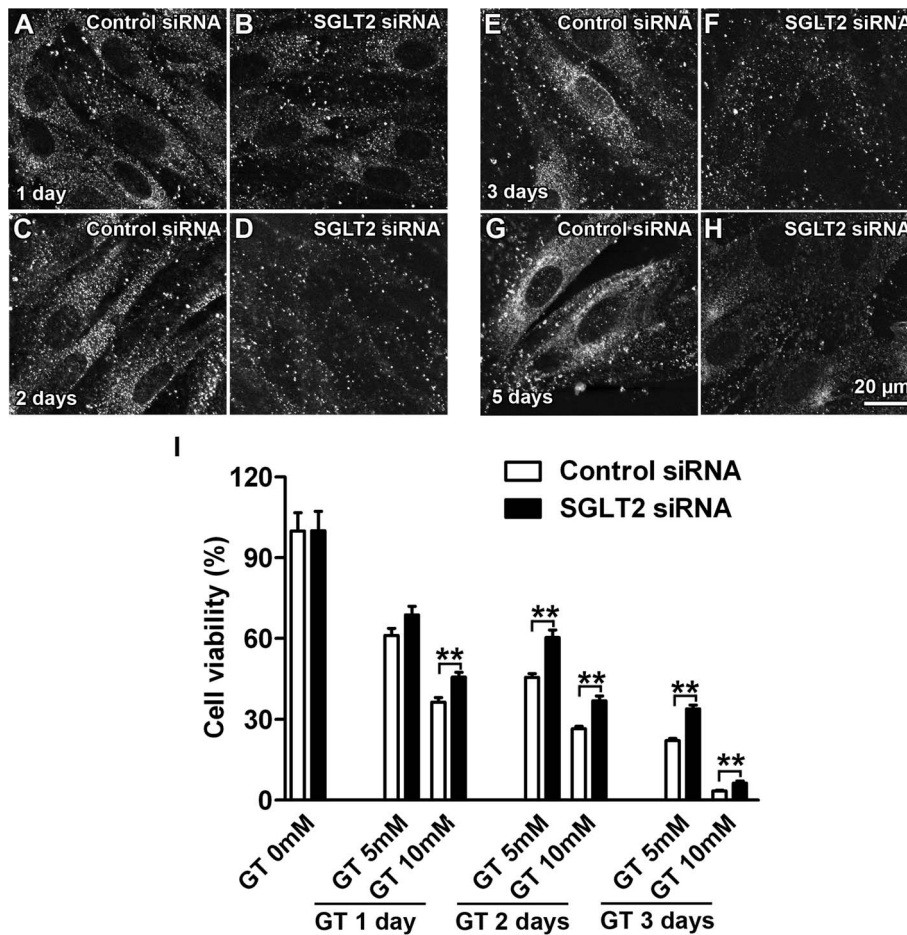 A Control siRNA B SGLT2 siRNA E Control siRNA F SGLT2 siRNA
1 day 3 days
C Control siRNA D SGLT2 siRNA G Control siRNA H SGLT2 siRNA
2 days 5 days 20 µm
I
Control siRNA
SGLT2 siRNA
Cell viability (%)
120
90
60
30
0
** ** ** ** **
GT 0mM GT 5mM GT 10mM GT 5mM GT 10mM GT 5mM GT 10mM
GT 1 day GT 2 days GT 3 days